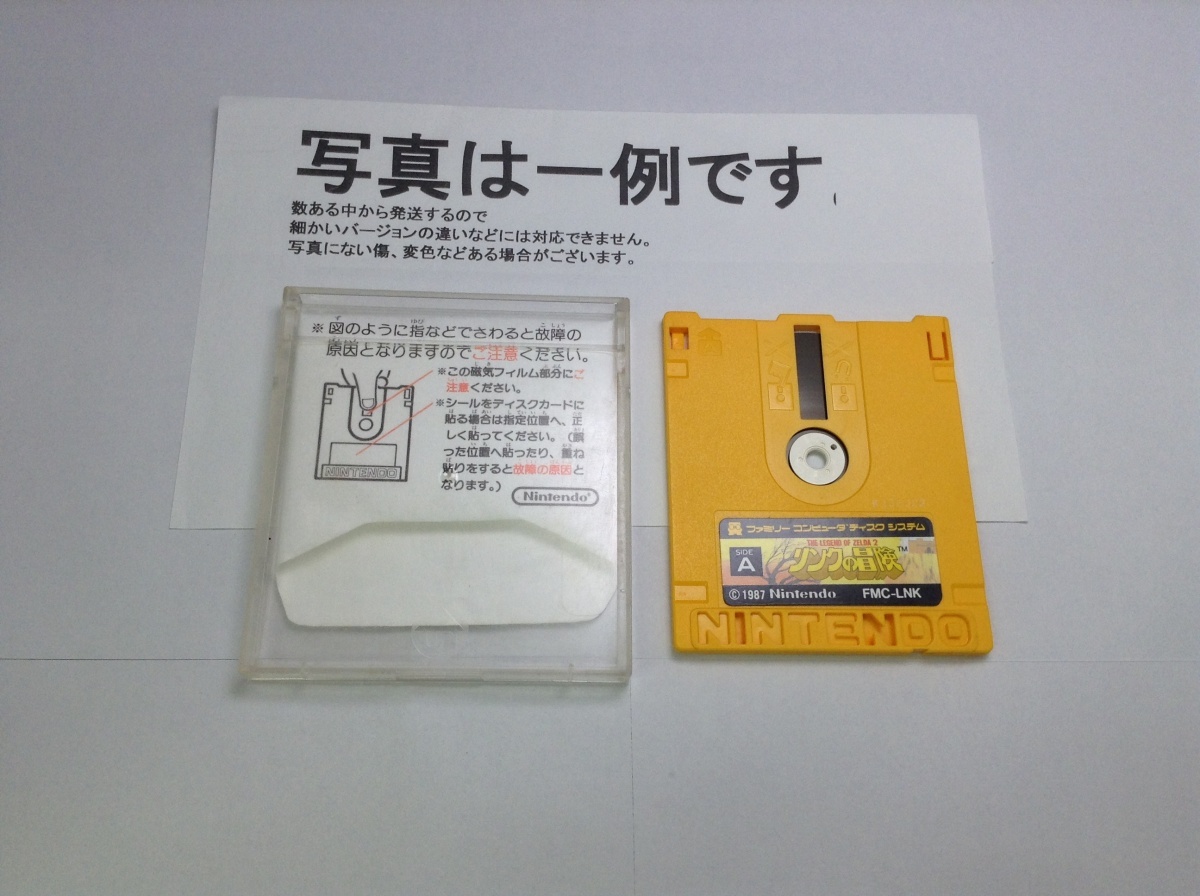 写真は一例です。
数ある中から発送するので
細かいバージョンの違いなどには対応できません。
写真にない傷、変色などある場合がございます。
※図のように指などでさわると故障の
原因となりますのでご注意ください。
※この磁気フィルム部分にご
注意ください。
※シールをディスクカードに
貼る場合は指定位置へ、正
しく貼ってください。(誤
った位置へ貼ったり、重ね
貼りをすると故障の原因と
なります。)
NINTENDO
Nintendo®
ファミリー コンピュータ ディスク システム
THE LEGEND OF ZELDA 2
SIDE
A
リンクの冒険™
©1987 Nintendo FMC-LNK
NINTENDO